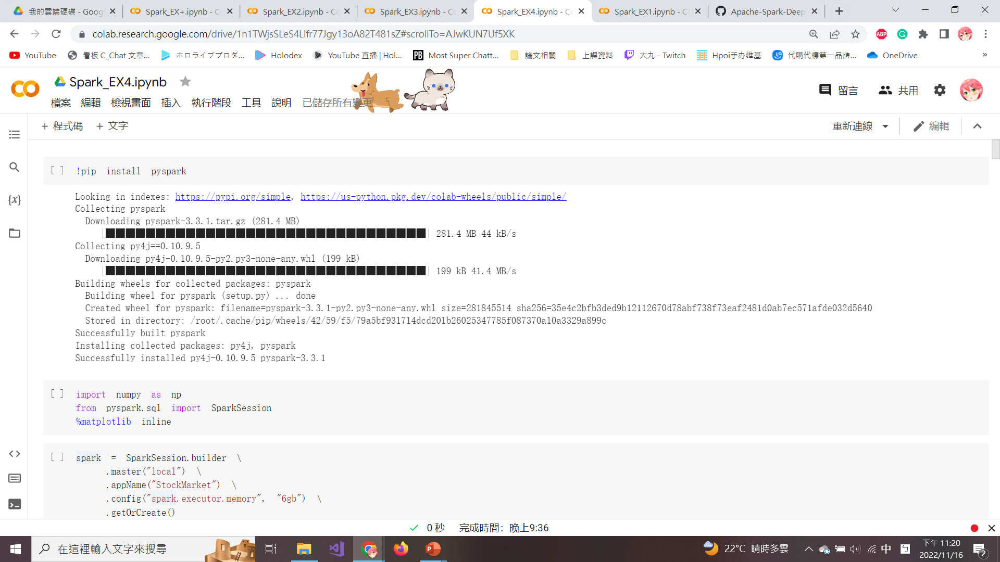 我的雲端硬碟 - Goog
Spark_EX+.ipynb - C
Spark_EX2.ipynb - C
Spark_EX3.ipynb - C
Spark_EX4.ipynb - C
Spark_EX1.ipynb - C
Apache-Spark-Deep
colab.research.google.com/drive/1n1TWjsSLeS4Llfr77Jgy13oA82T481sZ#scrollTo=AJwKUN7Uf5XK
ABP
YouTube
看板 C_Chat 文章...
ホロライブプロダ...
Holodex
YouTube 直播 | Hol...
PB
Most Super Chatt...
論文相關
上課資料
大丸 - Twitch
Hpoi手办维基
代購代標第一品牌...
OneDrive
»
Spark_EX4.ipynb
檔案 編輯 檢視畫面 插入 執行階段 工具 說明 已儲存所有變更
留言
共用
+ 程式碼 + 文字
重新連線
編輯
{x}
[ ] !pip install pyspark
Looking in indexes: https://pypi.org/simple, https://us-python.pkg.dev/colab-wheels/public/simple/
Collecting pyspark
Downloading pyspark-3.3.1.tar.gz (281.4 MB)
281.4 MB 44 kB/s
Collecting py4j==0.10.9.5
Downloading py4j-0.10.9.5-py2.py3-none-any.whl (199 kB)
199 kB 41.4 MB/s
Building wheels for collected packages: pyspark
Building wheel for pyspark (setup.py) ... done
Created wheel for pyspark: filename=pyspark-3.3.1-py2.py3-none-any.whl size=281845514 sha256=35e4c2bfb3ded9b12112670d78abf738f73eaf2481d0ab7ec571afde032d5640
Stored in directory: /root/.cache/pip/wheels/42/59/f5/79a5bf931714dcd201b26025347785f087370a10a3329a899c
Successfully built pyspark
Installing collected packages: py4j, pyspark
Successfully installed py4j-0.10.9.5 pyspark-3.3.1
[ ] import numpy as np
from pyspark.sql import SparkSession
%matplotlib inline
[ ] spark = SparkSession.builder \
.master("local") \
.appName("StockMarket") \
.config("spark.executor.memory", "6gb") \
.getOrCreate()
0 秒 完成時間: 晚上9:36
在這裡輸入文字來搜尋
22°C 晴時多雲
中
下午 11:20
2022/11/16
2